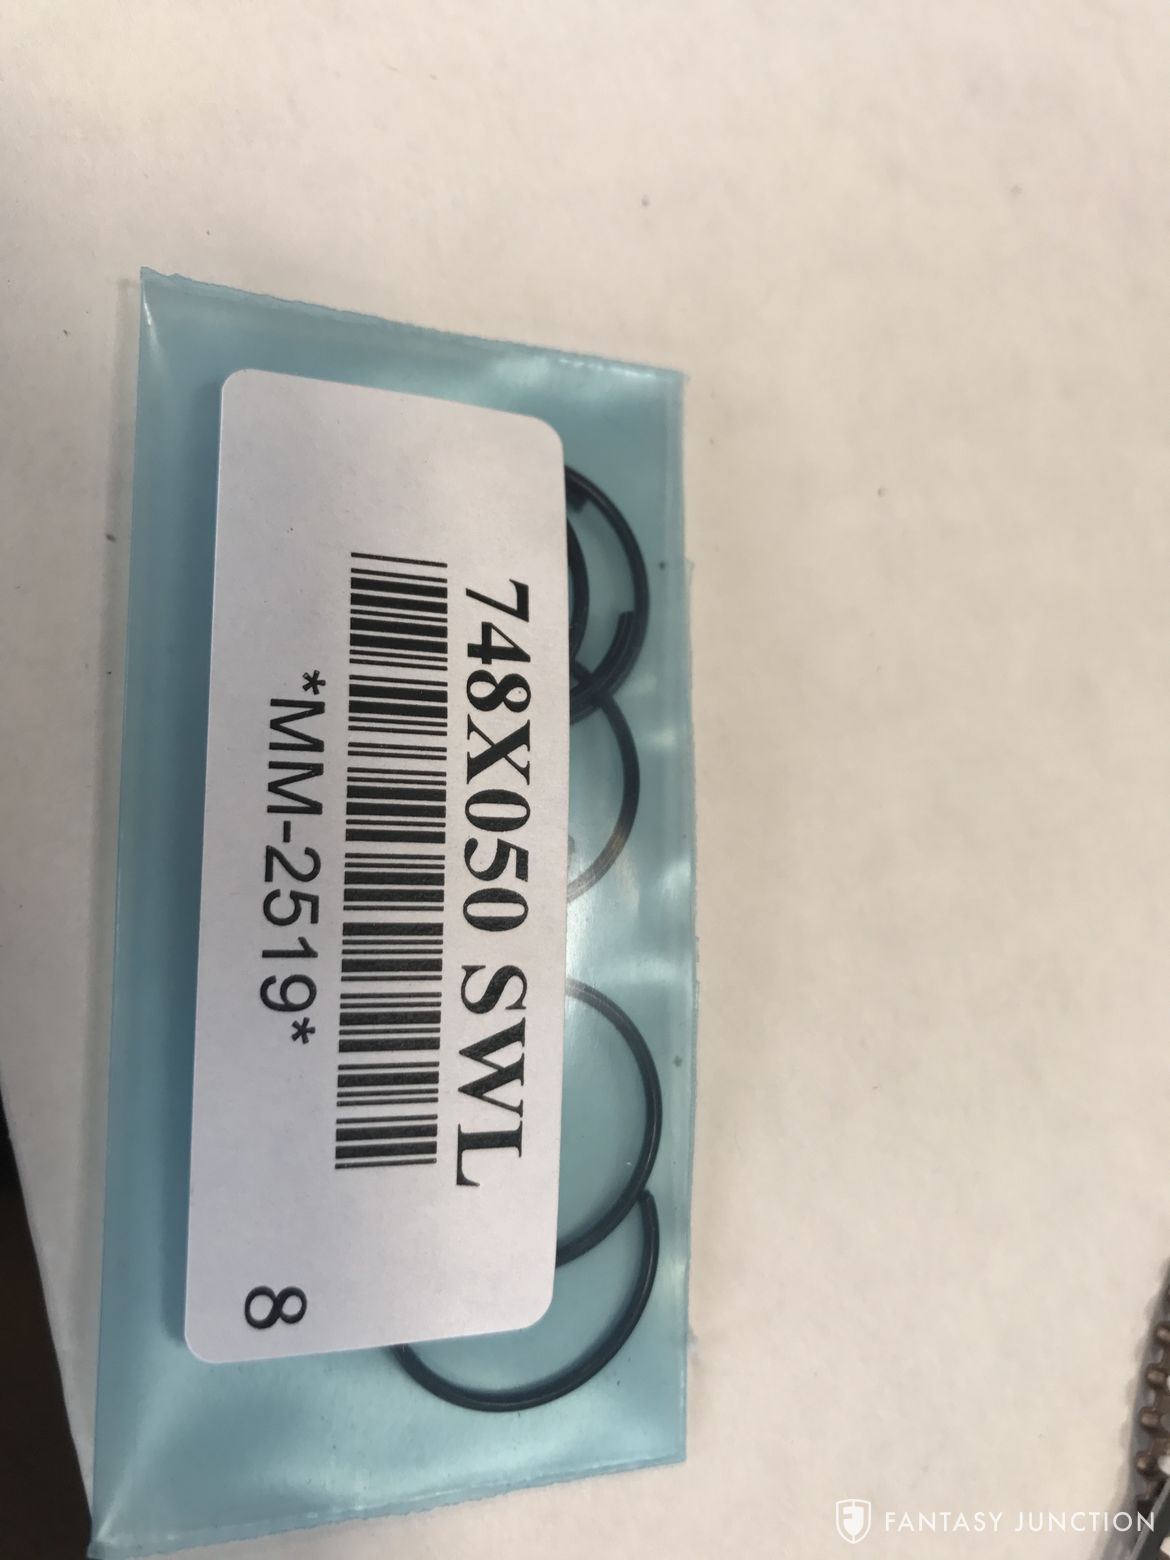 748X050 SWL
*MM-2519*
8
FANTASY JUNCTION